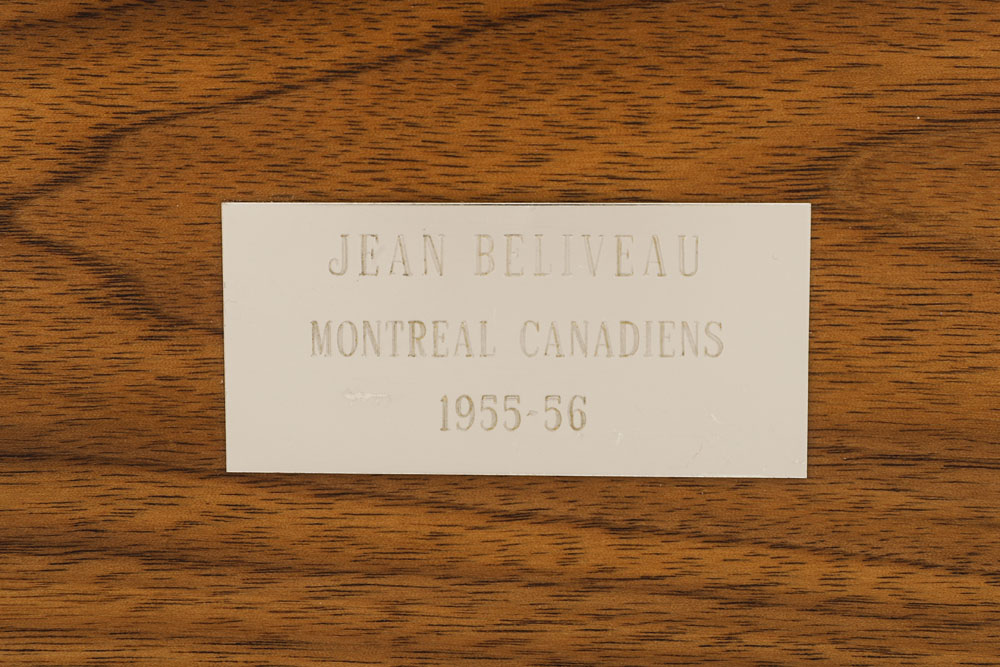 JEAN BELIVEAU
MONTREAL CANADIENS
1955-56